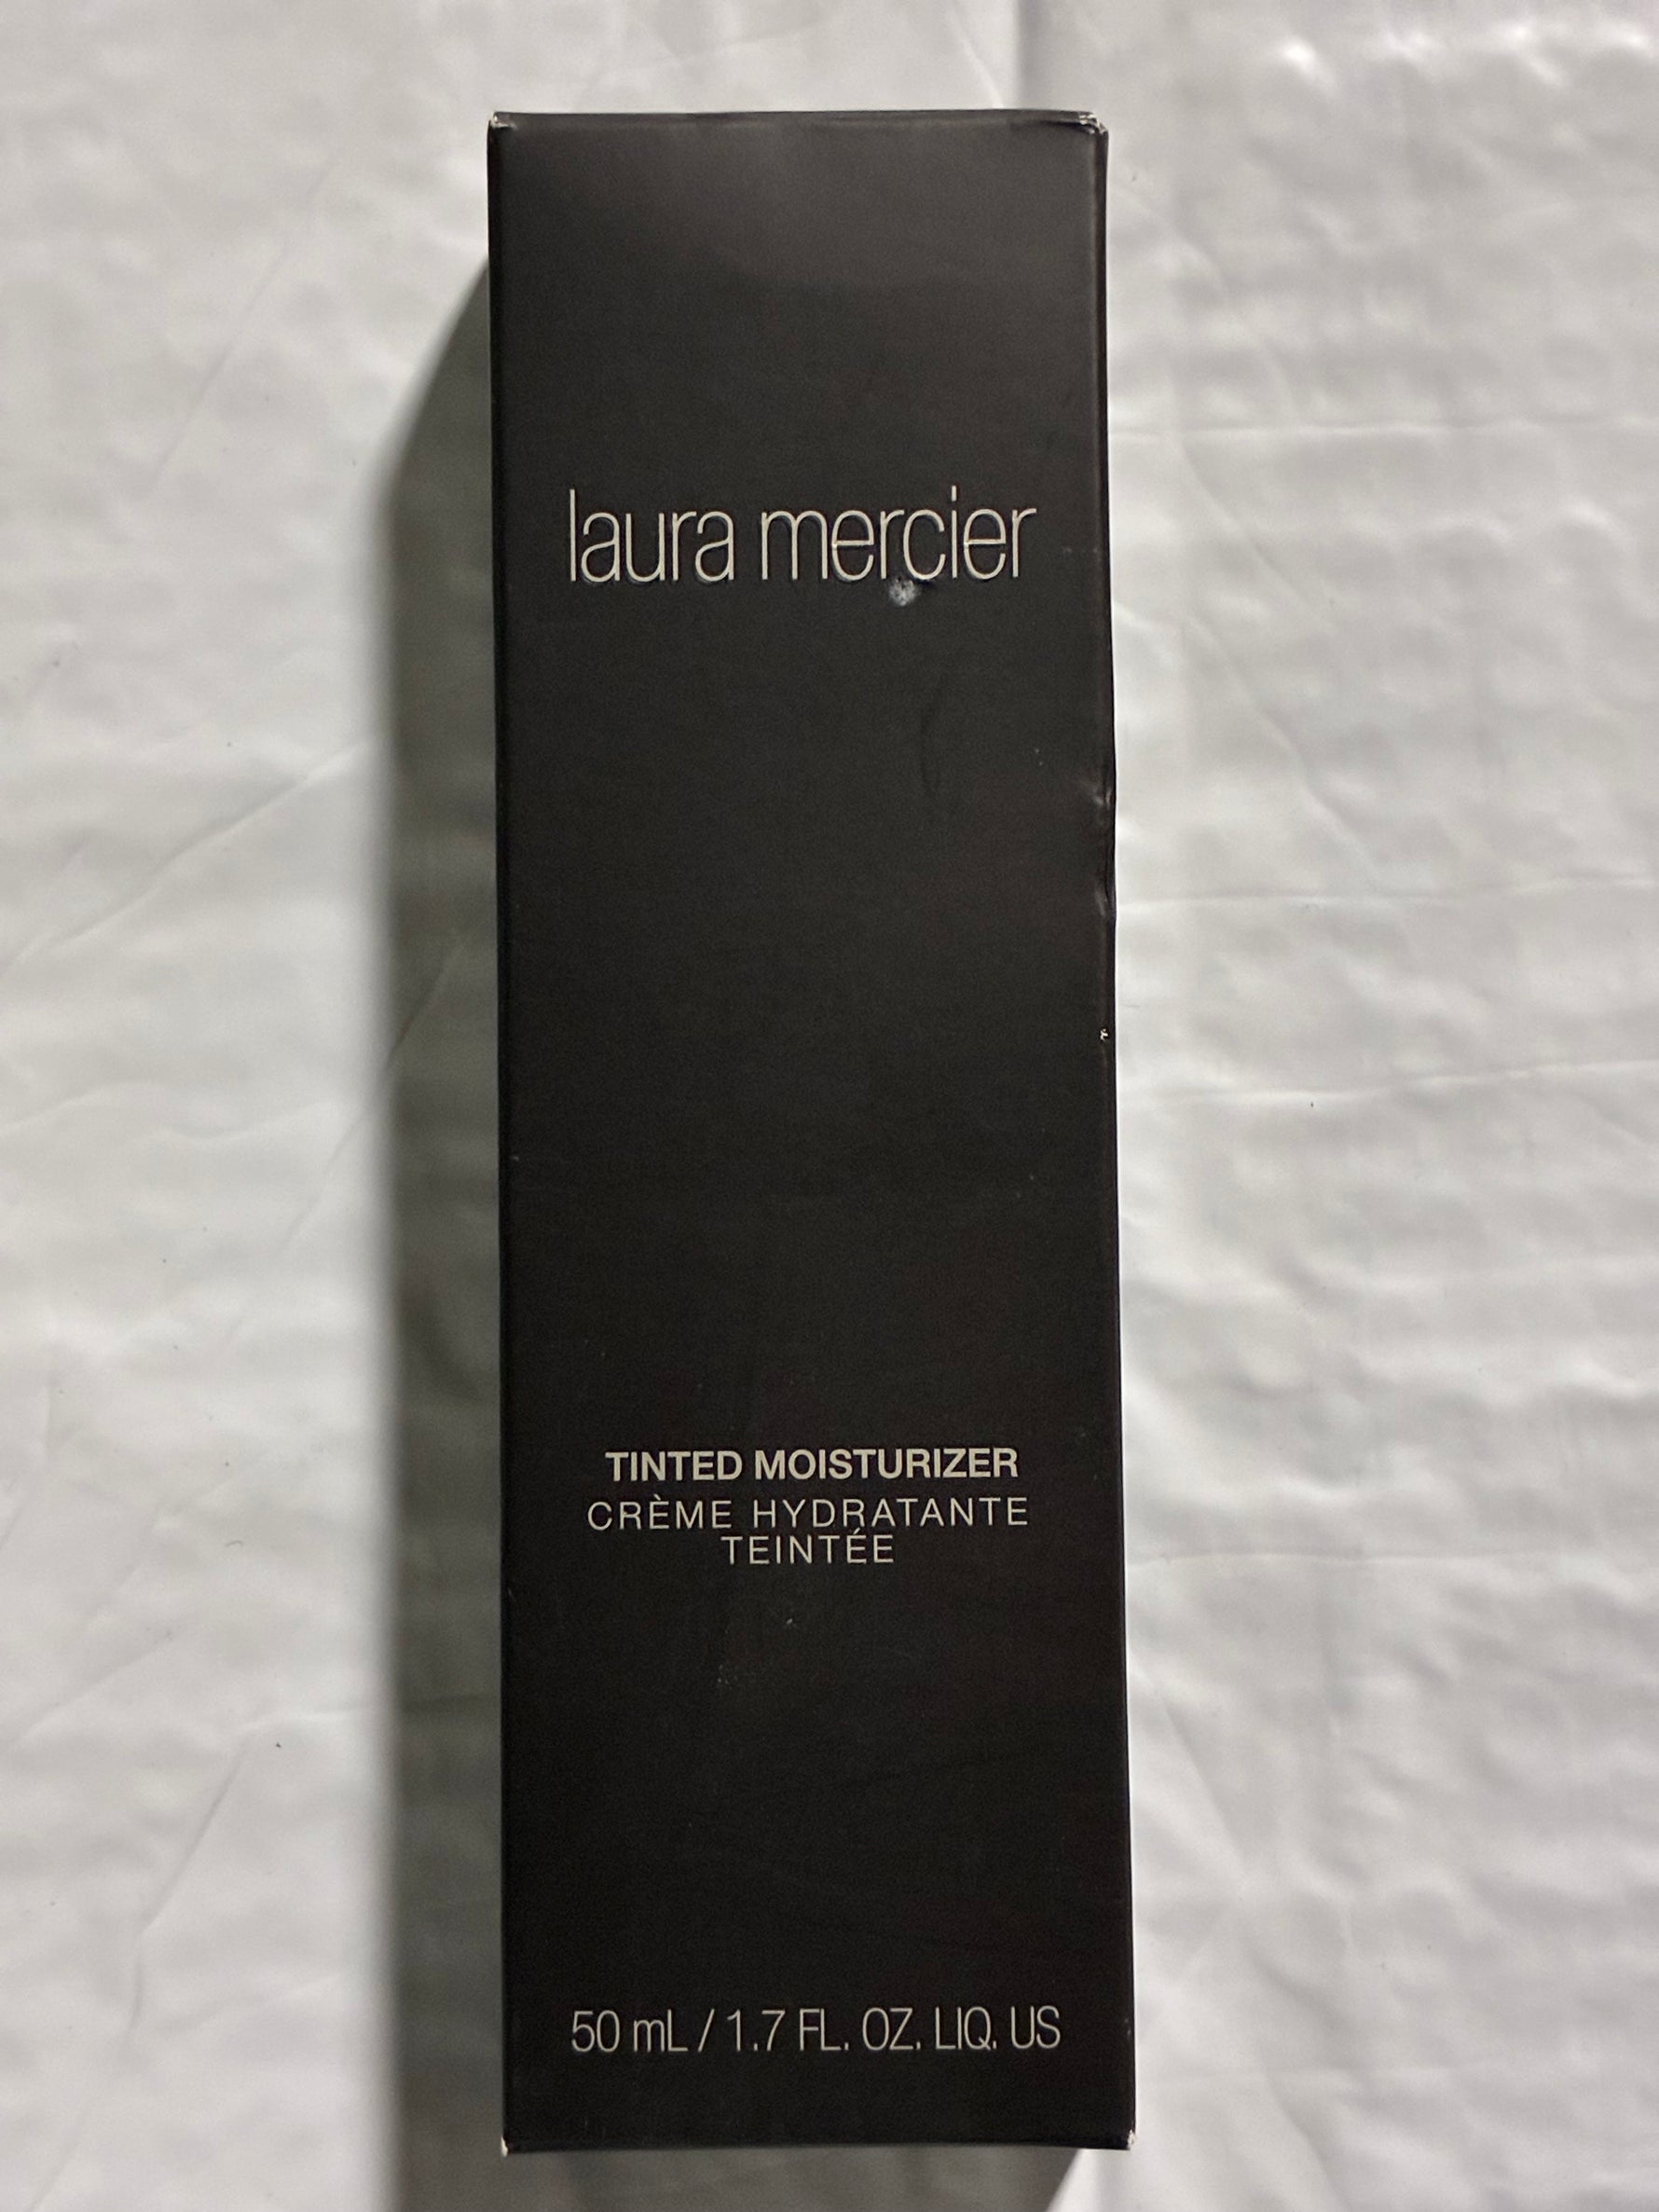 laura mercier
TINTED MOISTURIZER
CRÈME HYDRATANTE
TEINTÉE
50 mL / 1.7 FL. OZ. LIQ. US